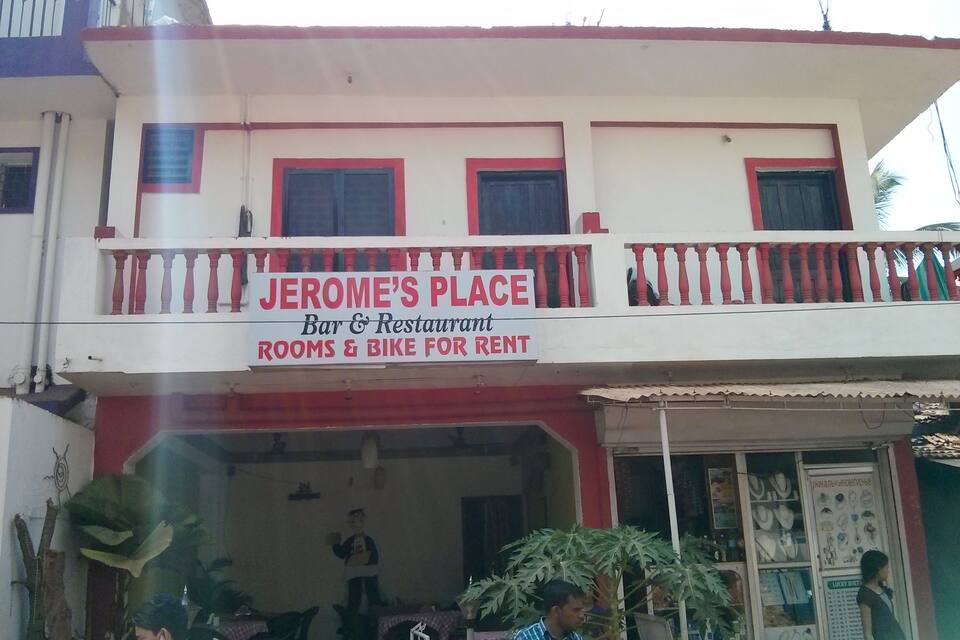 JEROME'S PLACE
Bar & Restaurant
ROOMS & BIKE FOR RENT